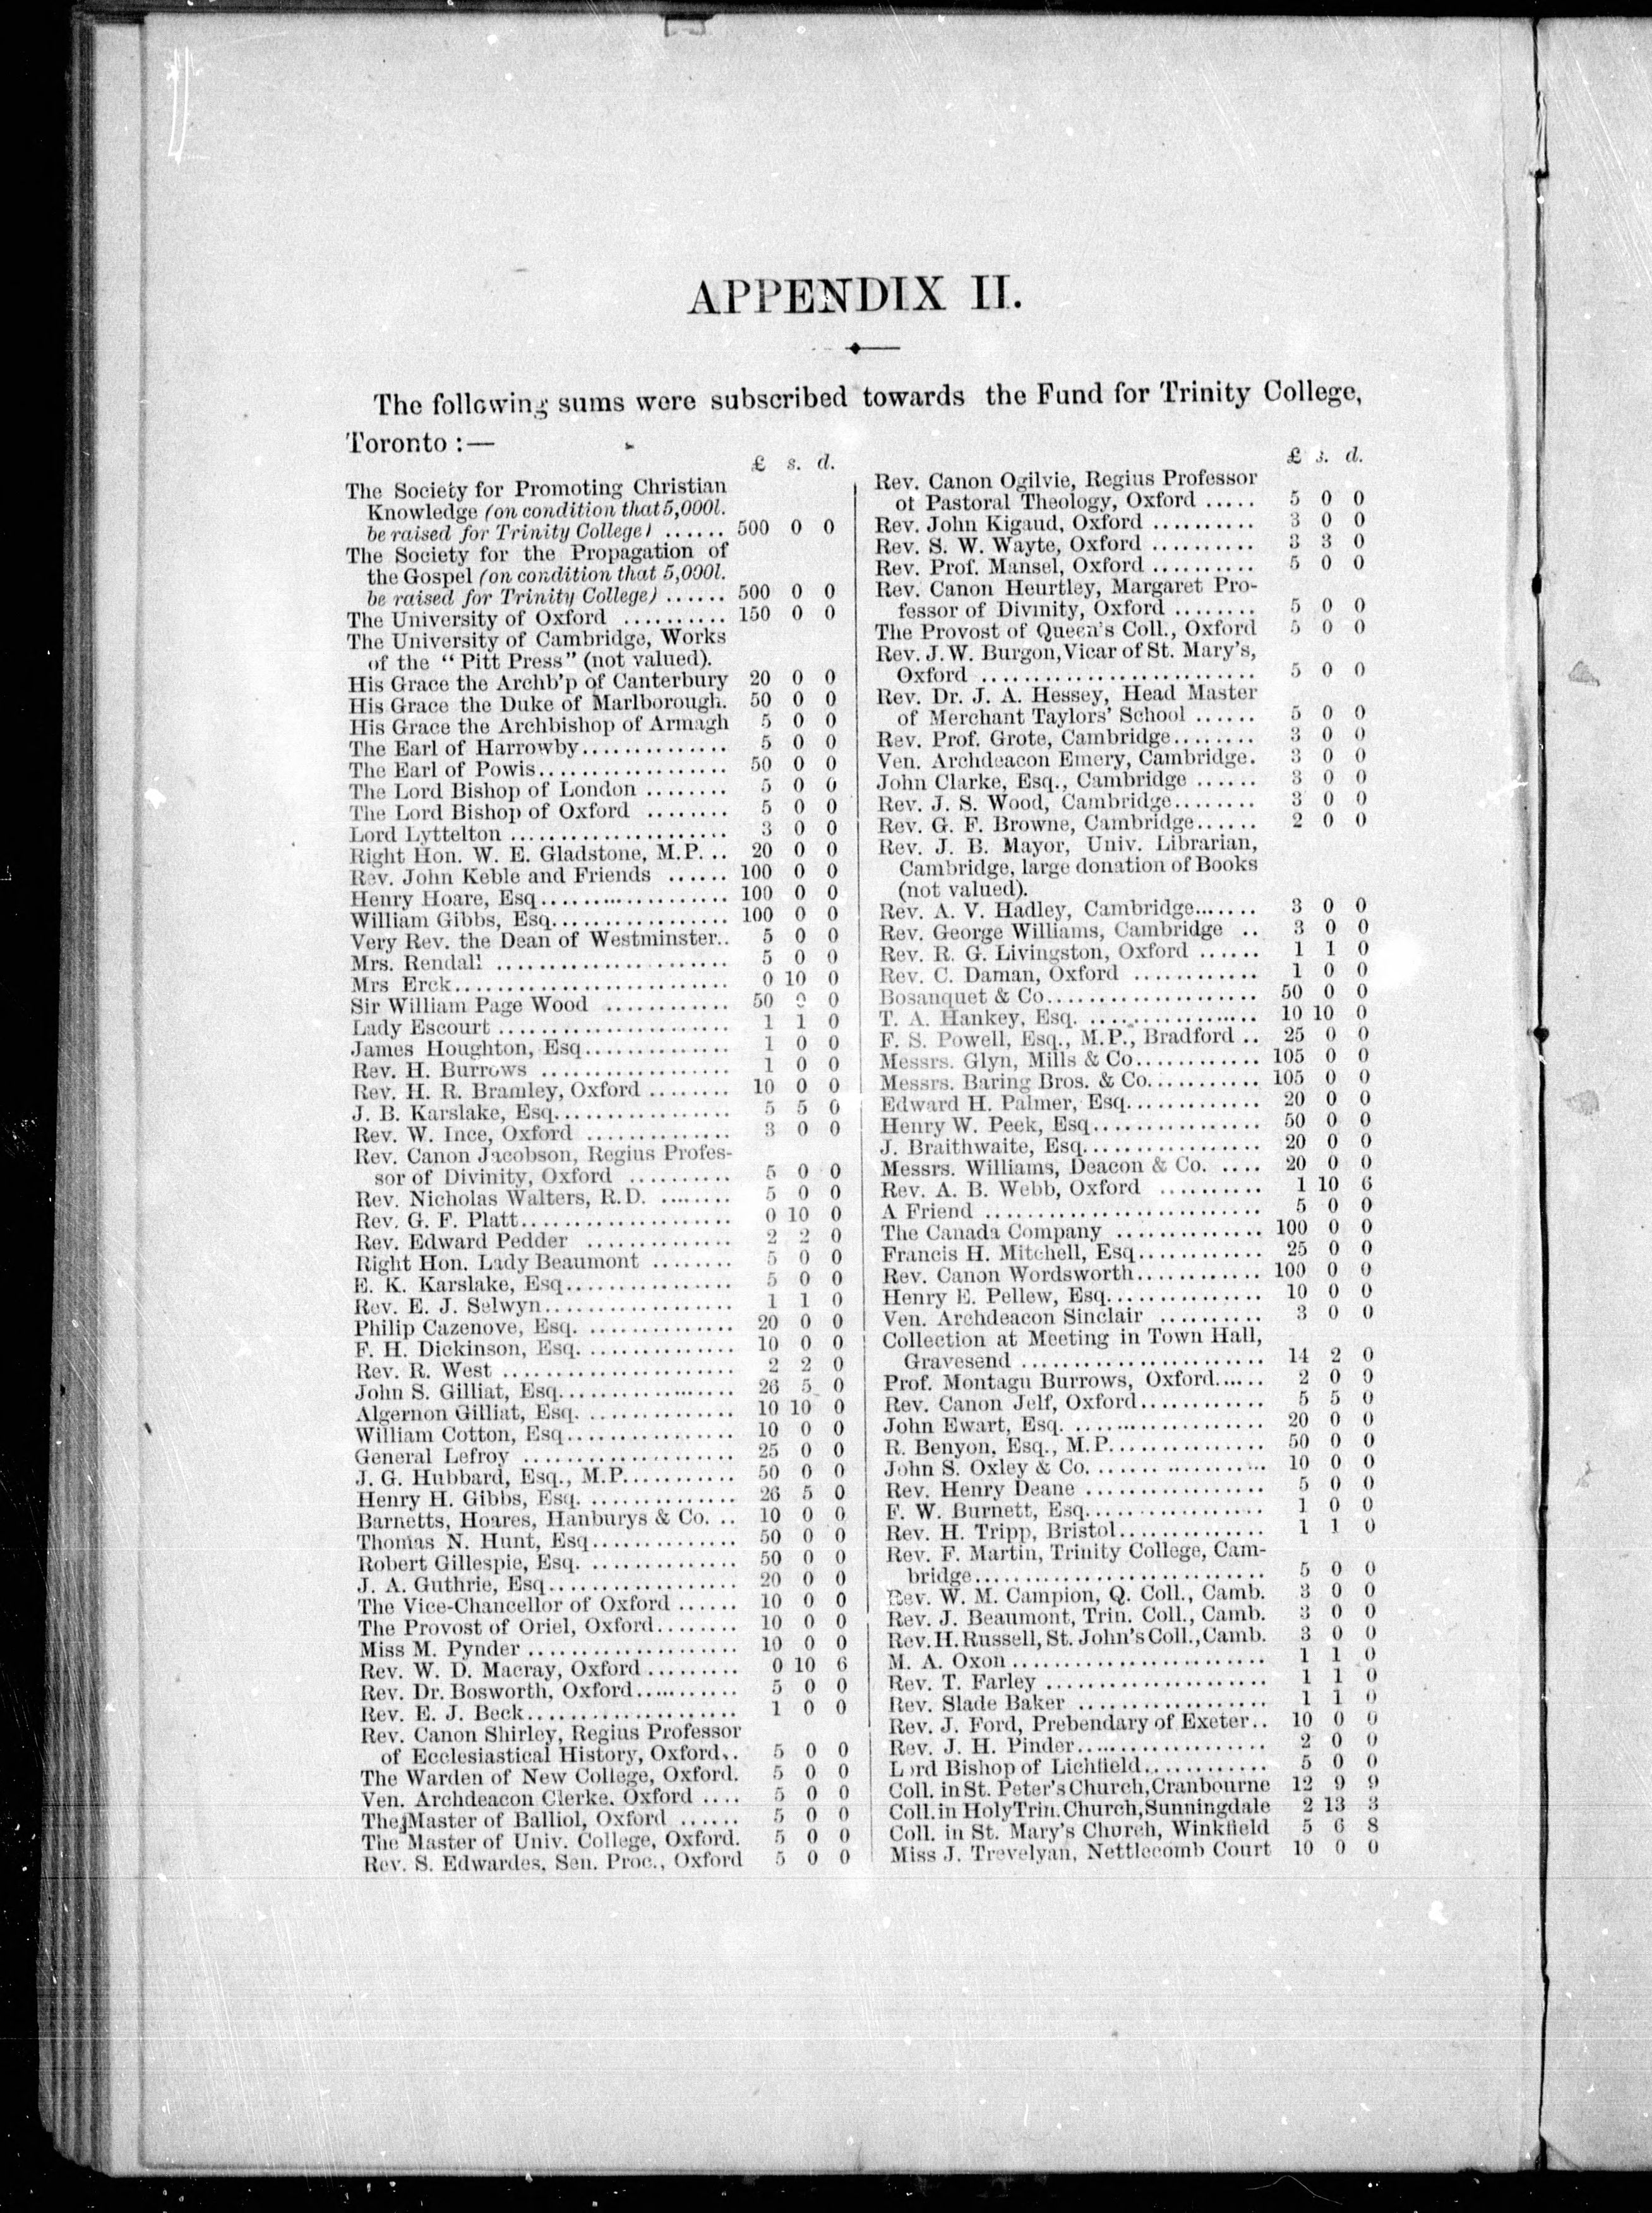 APPENDIX II.
The following sums were subscribed towards the Fund for Trinity College,
Toronto :—
£ s. d.
The Society for Promoting Christian
Knowledge (on condition that 5,000l.
be raised for Trinity College) ...... 500 0 0
The Society for the Propagation of
the Gospel (on condition that 5,000l.
be raised for Trinity College) ...... 500 0 0
The University of Oxford .......... 150 0 0
The University of Cambridge, Works
of the "Pitt Press" (not valued).
His Grace the Archb'p of Canterbury 20 0 0
His Grace the Duke of Marlborough. 50 0 0
His Grace the Archbishop of Armagh 5 0 0
The Earl of Harrowby.............. 5 0 0
The Earl of Powis.................. 50 0 0
The Lord Bishop of London ........ 5 0 0
The Lord Bishop of Oxford ........ 5 0 0
Lord Lyttelton ..................... 3 0 0
Right Hon. W. E. Gladstone, M.P. .. 20 0 0
Rev. John Keble and Friends ...... 100 0 0
Henry Hoare, Esq................... 100 0 0
William Gibbs, Esq................. 100 0 0
Very Rev. the Dean of Westminster.. 5 0 0
Mrs. Rendall ...................... 5 0 0
Mrs Erck.......................... 0 10 0
Sir William Page Wood ............ 50 0 0
Lady Escourt ...................... 1 1 0
James Houghton, Esq.............. 1 0 0
Rev. H. Burrows .................. 1 0 0
Rev. H. R. Bramley, Oxford ........ 10 0 0
J. B. Karslake, Esq................. 5 5 0
Rev. W. Ince, Oxford .............. 3 0 0
Rev. Canon Jacobson, Regius Profes-
sor of Divinity, Oxford .......... 5 0 0
Rev. Nicholas Walters, R.D. ........ 5 0 0
Rev. G. F. Platt.................... 0 10 0
Rev. Edward Pedder .............. 2 2 0
Right Hon. Lady Beaumont ........ 5 0 0
E. K. Karslake, Esq................ 5 0 0
Rev. E. J. Selwyn.................. 1 1 0
Philip Cazenove, Esq. .............. 20 0 0
F. H. Dickinson, Esq. .............. 10 0 0
Rev. R. West ...................... 2 2 0
John S. Gilliat, Esq................. 26 5 0
Algernon Gilliat, Esq. .............. 10 10 0
William Cotton, Esq................ 10 0 0
General Lefroy .................... 25 0 0
J. G. Hubbard, Esq., M.P........... 50 0 0
Henry H. Gibbs, Esq. .............. 26 5 0
Barnetts, Hoares, Hanburys & Co. .. 10 0 0
Thomas N. Hunt, Esq.............. 50 0 0
Robert Gillespie, Esq. .............. 50 0 0
J. A. Guthrie, Esq.................. 20 0 0
The Vice-Chancellor of Oxford ...... 10 0 0
The Provost of Oriel, Oxford........ 10 0 0
Miss M. Pynder .................... 10 0 0
Rev. W. D. Macray, Oxford ......... 0 10 6
Rev. Dr. Bosworth, Oxford........... 5 0 0
Rev. E. J. Beck.................... 1 0 0
Rev. Canon Shirley, Regius Professor
of Ecclesiastical History, Oxford.. 5 0 0
The Warden of New College, Oxford. 5 0 0
Ven. Archdeacon Clerke, Oxford .... 5 0 0
The Master of Balliol, Oxford ...... 5 0 0
The Master of Univ. College, Oxford. 5 0 0
Rev. S. Edwardes, Sen. Proc., Oxford 5 0 0
£ s. d.
Rev. Canon Ogilvie, Regius Professor
of Pastoral Theology, Oxford ..... 5 0 0
Rev. John Kigaud, Oxford .......... 3 0 0
Rev. S. W. Wayte, Oxford .......... 3 3 0
Rev. Prof. Mansel, Oxford .......... 5 0 0
Rev. Canon Heurtley, Margaret Pro-
fessor of Divinity, Oxford ........ 5 0 0
The Provost of Queen's Coll., Oxford 5 0 0
Rev. J. W. Burgon, Vicar of St. Mary's,
Oxford .......................... 5 0 0
Rev. Dr. J. A. Hessey, Head Master
of Merchant Taylors' School ...... 5 0 0
Rev. Prof. Grote, Cambridge........ 3 0 0
Ven. Archdeacon Emery, Cambridge. 3 0 0
John Clarke, Esq., Cambridge ...... 3 0 0
Rev. J. S. Wood, Cambridge........ 3 0 0
Rev. G. F. Browne, Cambridge...... 2 0 0
Rev. J. B. Mayor, Univ. Librarian,
Cambridge, large donation of Books
(not valued).
Rev. A. V. Hadley, Cambridge....... 3 0 0
Rev. George Williams, Cambridge .. 3 0 0
Rev. R. G. Livingston, Oxford ...... 1 1 0
Rev. C. Daman, Oxford ............ 1 0 0
Bosanquet & Co.................... 50 0 0
T. A. Hankey, Esq. ................ 10 10 0
F. S. Powell, Esq., M.P., Bradford .. 25 0 0
Messrs. Glyn, Mills & Co............ 105 0 0
Messrs. Baring Bros. & Co........... 105 0 0
Edward H. Palmer, Esq............. 20 0 0
Henry W. Peek, Esq................ 50 0 0
J. Braithwaite, Esq................. 20 0 0
Messrs. Williams, Deacon & Co. .... 20 0 0
Rev. A. B. Webb, Oxford .......... 1 10 6
A Friend .......................... 5 0 0
The Canada Company .............. 100 0 0
Francis H. Mitchell, Esq............ 25 0 0
Rev. Canon Wordsworth............ 100 0 0
Henry E. Pellew, Esq............... 10 0 0
Ven. Archdeacon Sinclair .......... 3 0 0
Collection at Meeting in Town Hall,
Gravesend ....................... 14 2 0
Prof. Montagu Burrows, Oxford...... 2 0 0
Rev. Canon Jelf, Oxford............ 5 5 0
John Ewart, Esq. .................. 20 0 0
R. Benyon, Esq., M.P............... 50 0 0
John S. Oxley & Co. ................ 10 0 0
Rev. Henry Deane ................. 5 0 0
F. W. Burnett, Esq................. 1 0 0
Rev. H. Tripp, Bristol.............. 1 1 0
Rev. F. Martin, Trinity College, Cam-
bridge............................ 5 0 0
Rev. W. M. Campion, Q. Coll., Camb. 3 0 0
Rev. J. Beaumont, Trin. Coll., Camb. 3 0 0
Rev. H. Russell, St. John's Coll., Camb. 3 0 0
M. A. Oxon ........................ 1 1 0
Rev. T. Farley ..................... 1 1 0
Rev. Slade Baker .................. 1 1 0
Rev. J. Ford, Prebendary of Exeter.. 10 0 0
Rev. J. H. Pinder................... 2 0 0
Lord Bishop of Lichfield............ 5 0 0
Coll. in St. Peter's Church, Cranbourne 12 9 9
Coll. in Holy Trin. Church, Sunningdale 2 13 3
Coll. in St. Mary's Church, Winkfield 5 6 8
Miss J. Trevelyan, Nettlecomb Court 10 0 0